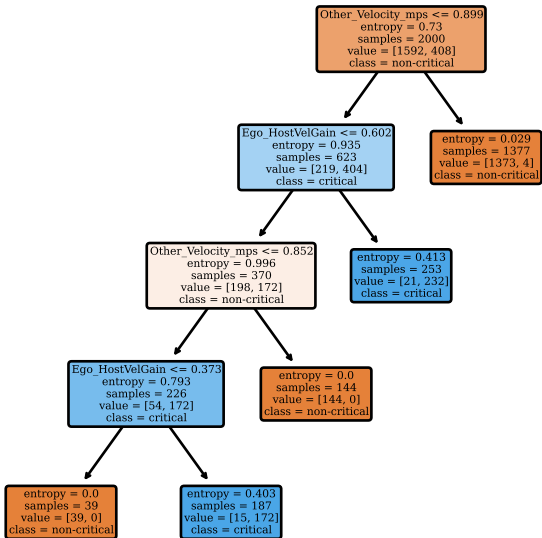 Other_Velocity_mps <= 0.899
entropy = 0.73
samples = 2000
value = [1592, 408]
class = non-critical
Ego_HostVelGain <= 0.602
entropy = 0.935
samples = 623
value = [219, 404]
class = critical
entropy = 0.029
samples = 1377
value = [1373, 4]
class = non-critical
Other_Velocity_mps <= 0.852
entropy = 0.996
samples = 370
value = [198, 172]
class = non-critical
entropy = 0.413
samples = 253
value = [21, 232]
class = critical
Ego_HostVelGain <= 0.373
entropy = 0.793
samples = 226
value = [54, 172]
class = critical
entropy = 0.0
samples = 144
value = [144, 0]
class = non-critical
entropy = 0.0
samples = 39
value = [39, 0]
class = non-critical
entropy = 0.403
samples = 187
value = [15, 172]
class = critical